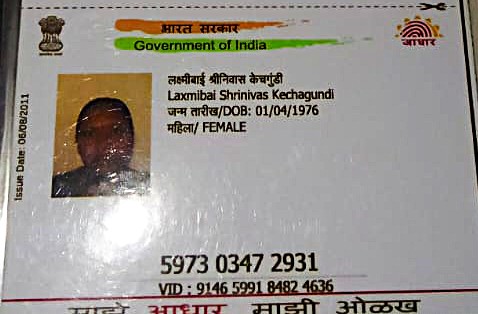 भारत सरकार
Government of India
आधार
लक्ष्मीबाई श्रीनिवास केचगुंडी
Laxmibai Shrinivas Kechagundi
जन्म तारीख/DOB: 01/04/1976
महिला/ FEMALE
Issue Date: 06/08/2011
5973 0347 2931
VID : 9146 5991 8482 4636
माझे आधार माझी ओळख